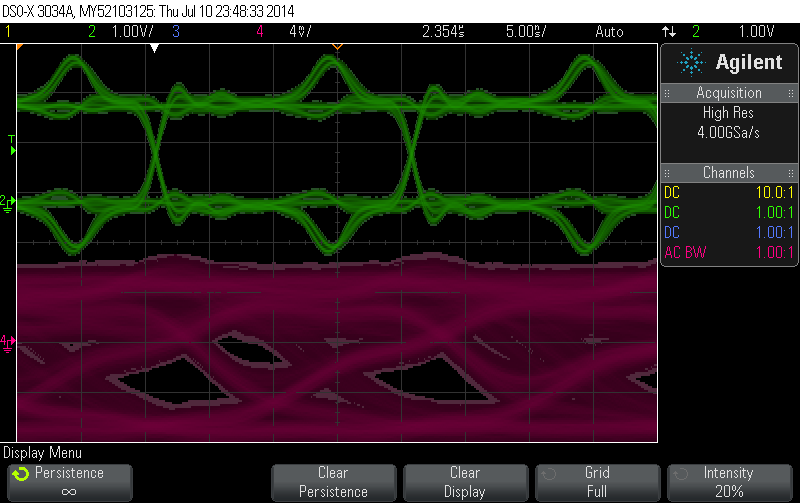 DSO-X 3034A, MY52103125: Thu Jul 10 23:48:33 2014
1 2 1.00V/ 3 4 4㎷/ 2.354㎲ 5.00㎱/ Auto 2 1.00V
Agilent
Acquisition
High Res
4.00GSa/s
Channels
DC 10.0:1
DC 1.00:1
DC 1.00:1
AC BW 1.00:1
T
2
4
Display Menu
Persistence
∞
Clear
Persistence
Clear
Display
Grid
Full
Intensity
20%